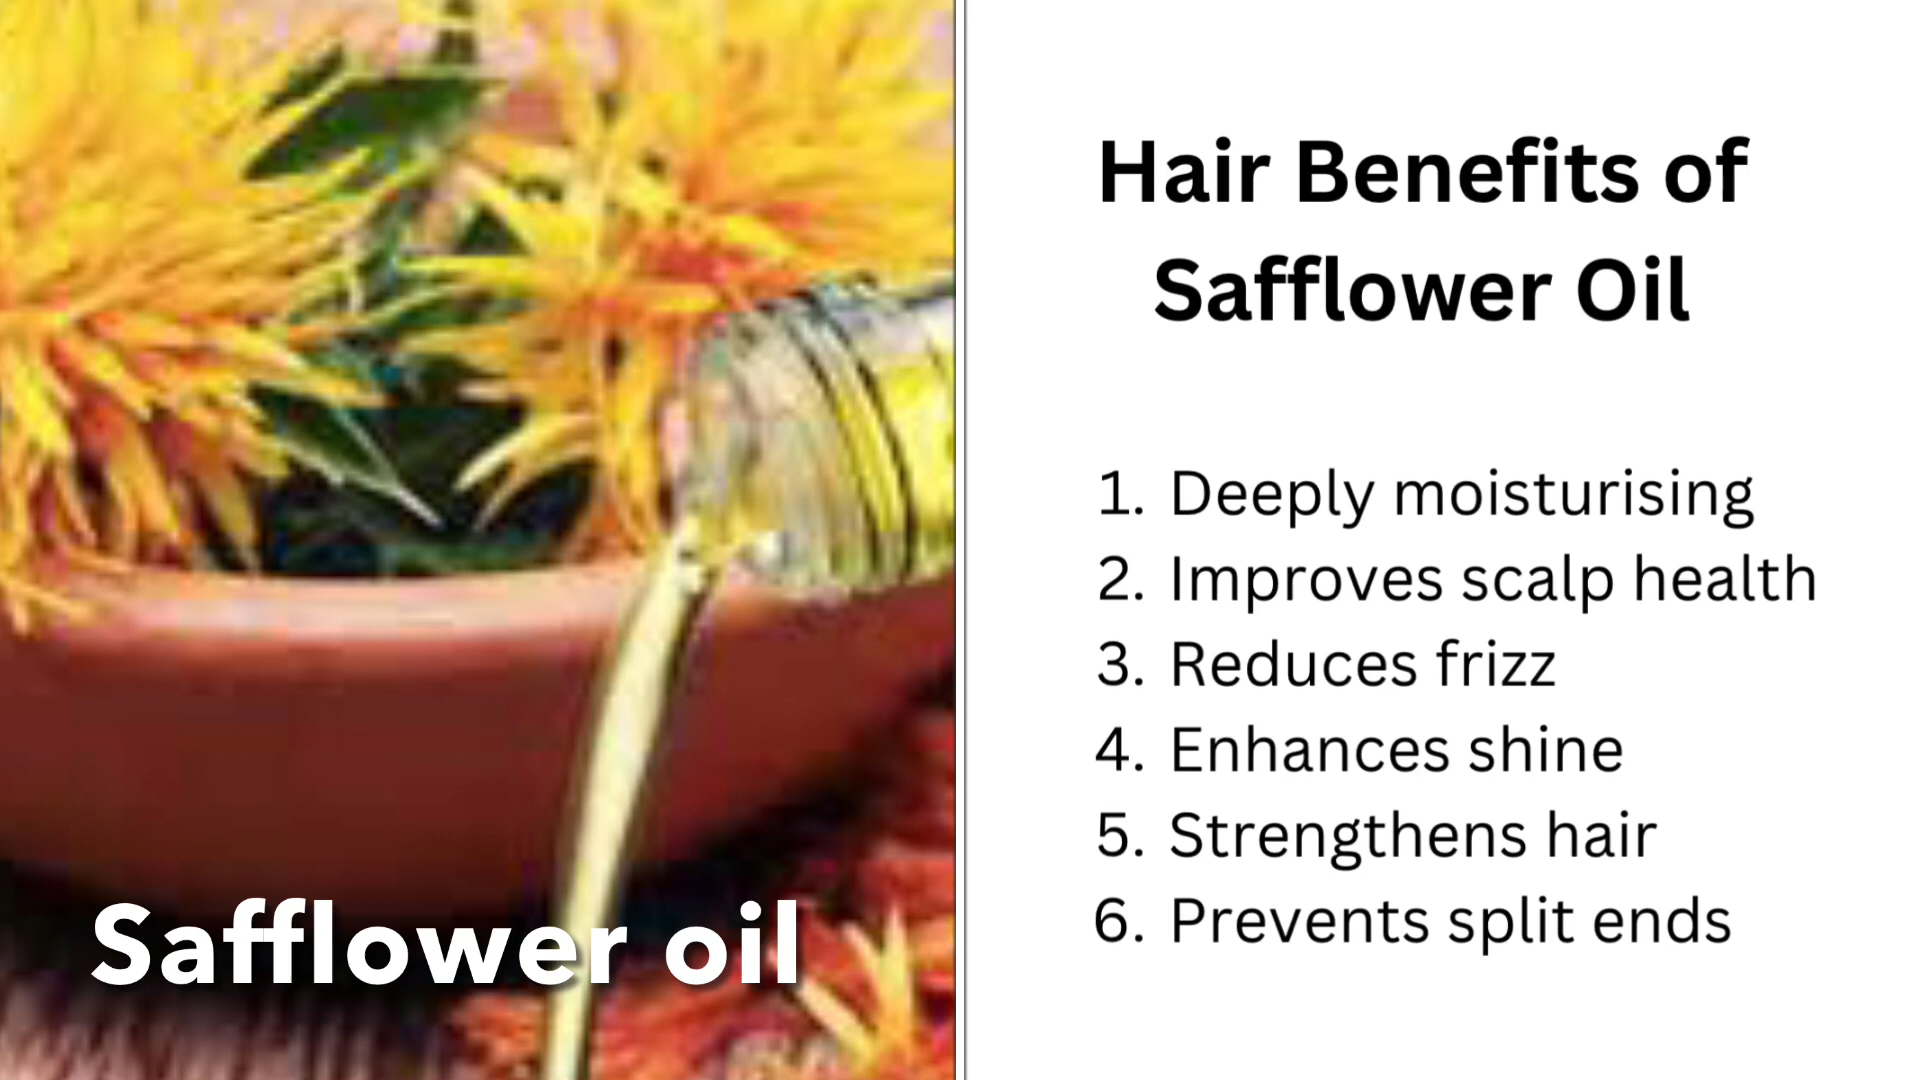 Safflower oil
Hair Benefits of
Safflower Oil
1. Deeply moisturising
2. Improves scalp health
3. Reduces frizz
4. Enhances shine
5. Strengthens hair
6. Prevents split ends